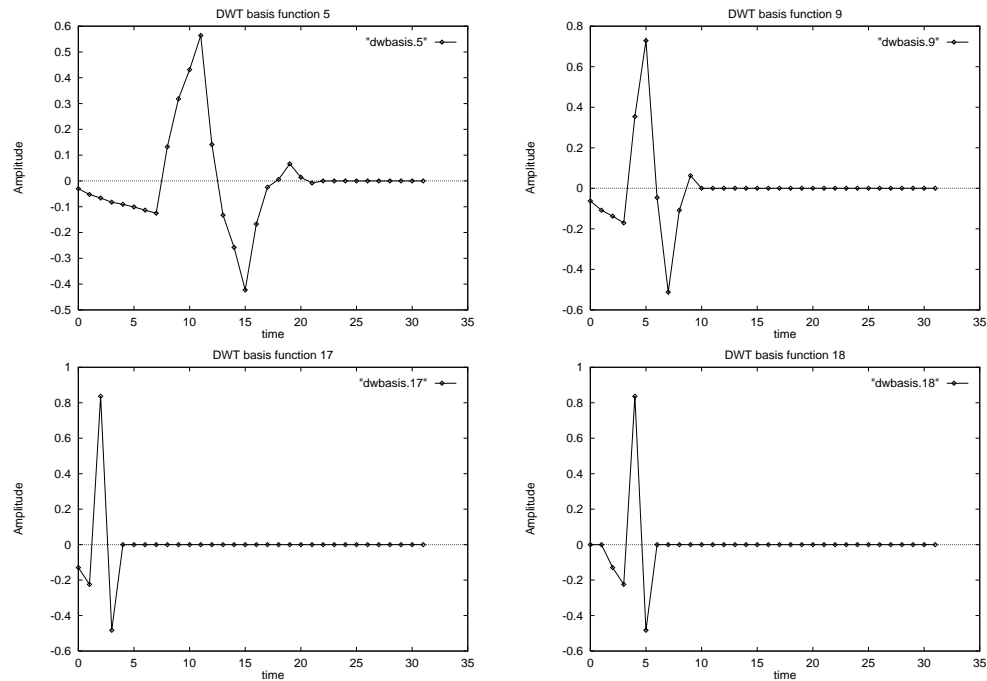 DWT basis function 5
"dwbasis.5"
Amplitude
0.6
0.5
0.4
0.3
0.2
0.1
0
-0.1
-0.2
-0.3
-0.4
-0.5
0 5 10 15 20 25 30 35
time
DWT basis function 9
"dwbasis.9"
Amplitude
0.8
0.6
0.4
0.2
0
-0.2
-0.4
-0.6
0 5 10 15 20 25 30 35
time
DWT basis function 17
"dwbasis.17"
Amplitude
1
0.8
0.6
0.4
0.2
0
-0.2
-0.4
-0.6
0 5 10 15 20 25 30 35
time
DWT basis function 18
"dwbasis.18"
Amplitude
1
0.8
0.6
0.4
0.2
0
-0.2
-0.4
-0.6
0 5 10 15 20 25 30 35
time